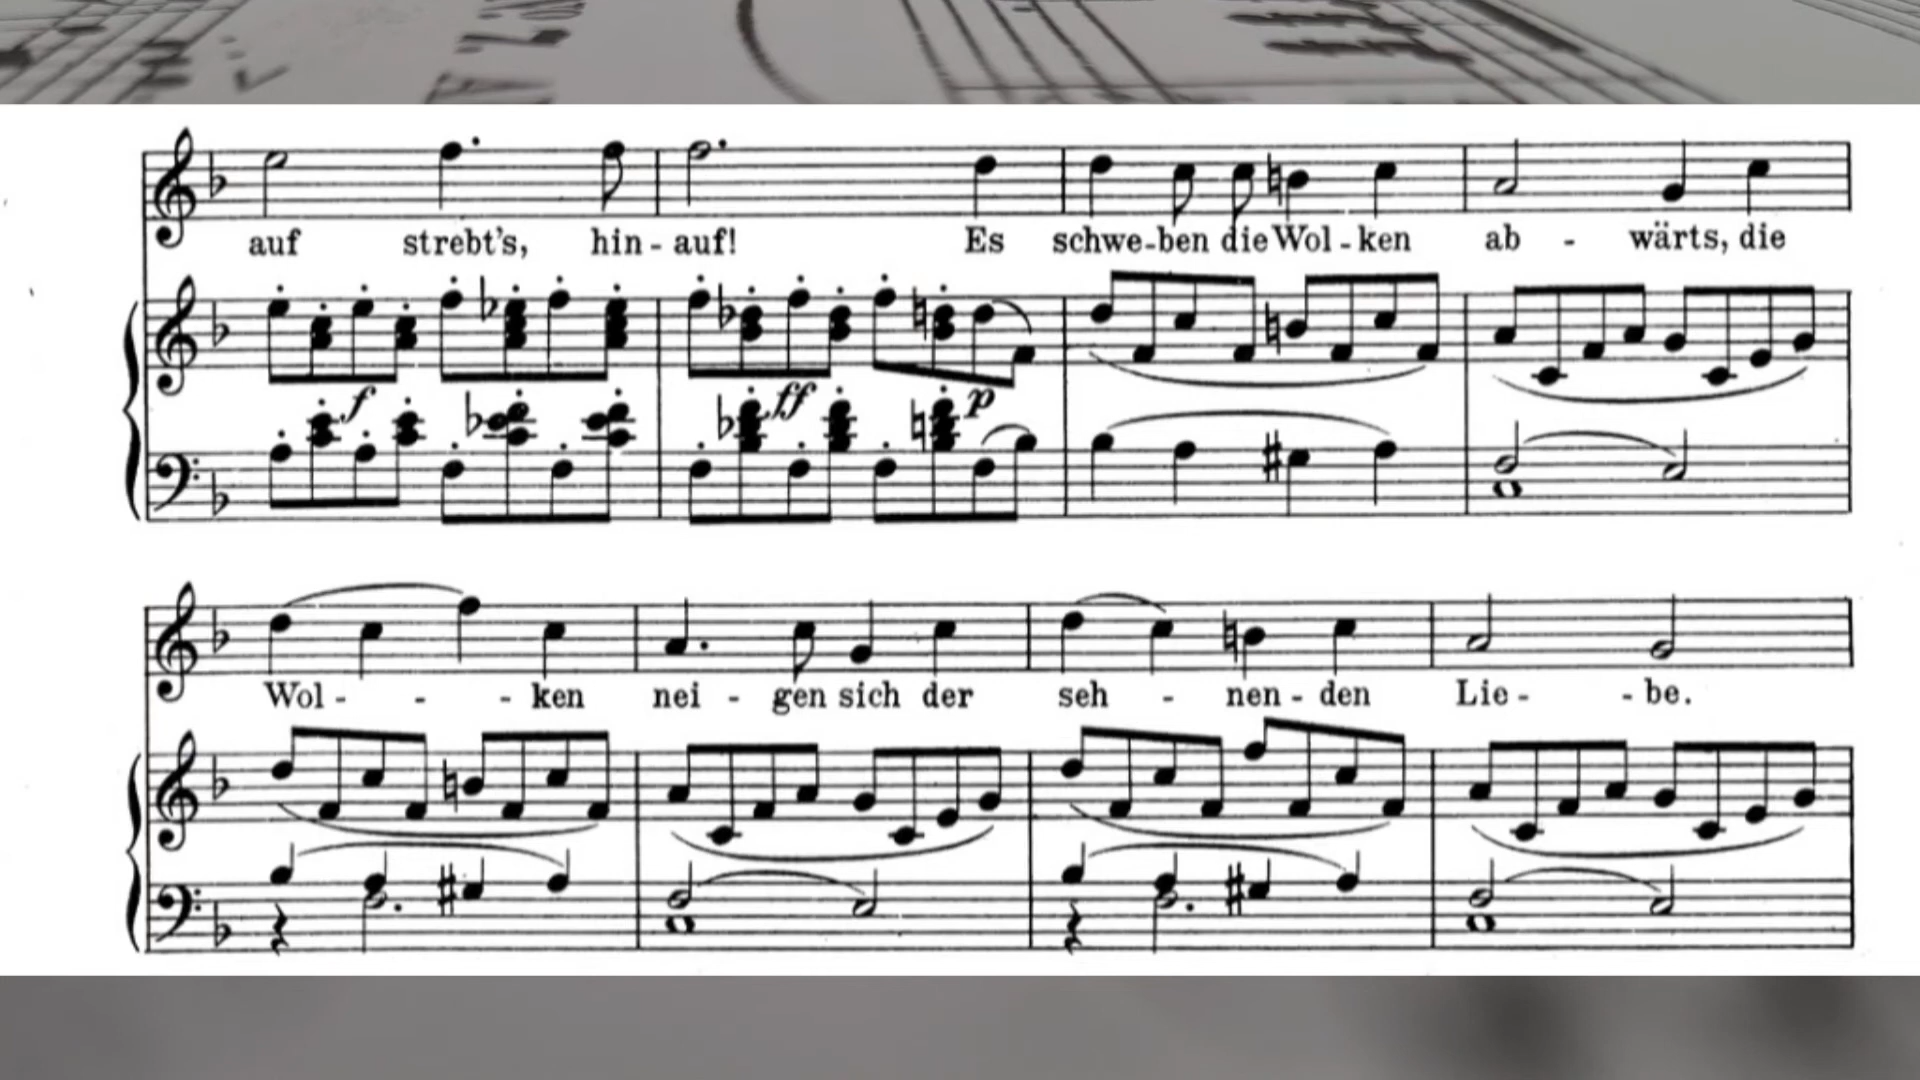 auf strebt's, hin - auf! Es schwe-ben die Wol - ken ab - wärts, die
f ff p
Wol - - - ken nei - gen sich der seh - nen - den Lie - - be.